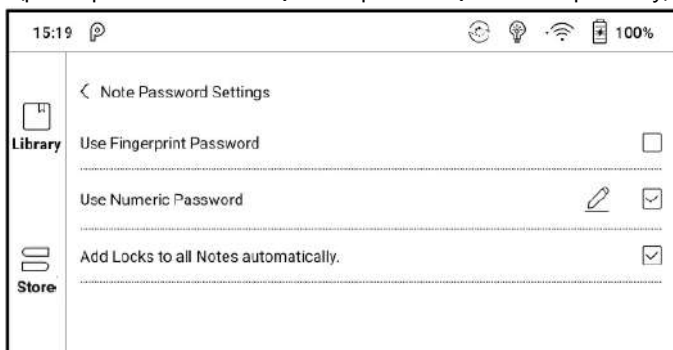 15:19 100%
Note Password Settings
Library
Use Fingerprint Password
Use Numeric Password
Add Locks to all Notes automatically.
Store